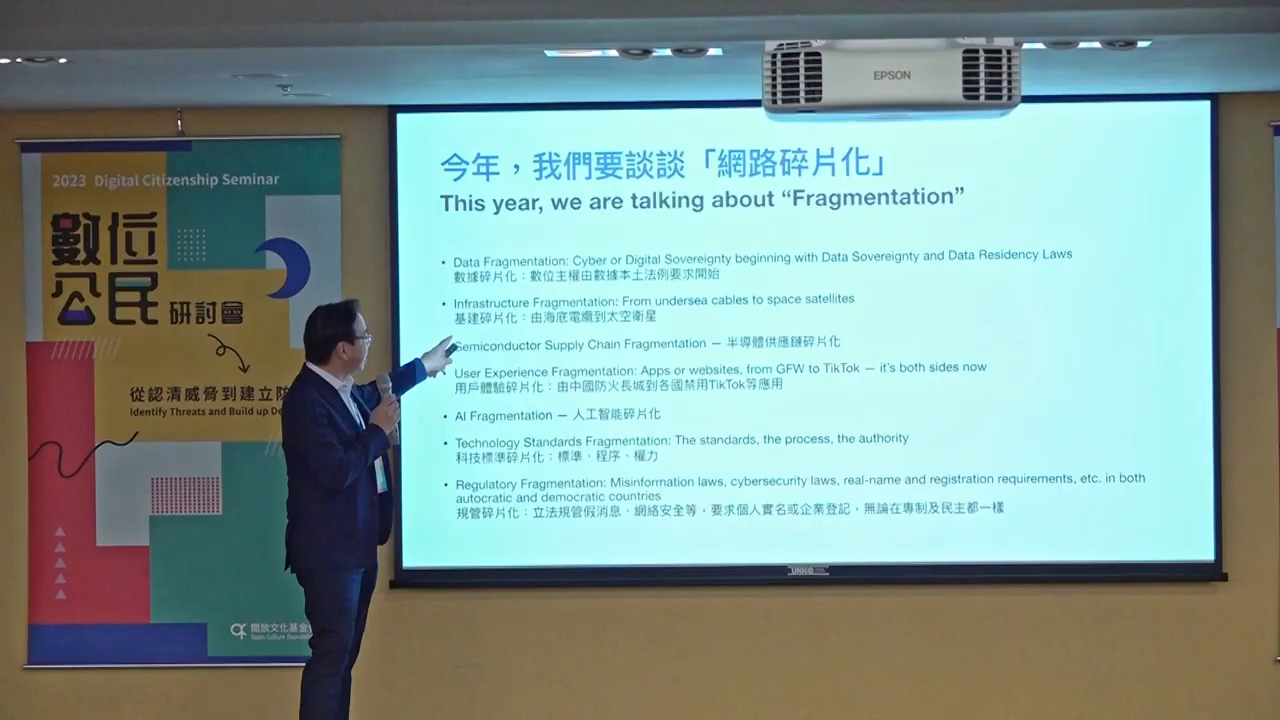 EPSON
2023 Digital Citizenship Seminar
數位
公民
研討會
從認清威脅到建立防
Identify Threats and Build up De
開放文化基金
Open Culture Foundation
今年，我們要談談「網路碎片化」
This year, we are talking about “Fragmentation”
• Data Fragmentation: Cyber or Digital Sovereignty beginning with Data Sovereignty and Data Residency Laws
數據碎片化：數位主權由數據本土法例要求開始
• Infrastructure Fragmentation: From undersea cables to space satellites
基建碎片化：由海底電纜到太空衛星
Semiconductor Supply Chain Fragmentation — 半導體供應鏈碎片化
User Experience Fragmentation: Apps or websites, from GFW to TikTok — it’s both sides now
用戶體驗碎片化：由中國防火長城到各國禁用TikTok等應用
• AI Fragmentation — 人工智能碎片化
• Technology Standards Fragmentation: The standards, the process, the authority
科技標準碎片化：標準、程序、權力
• Regulatory Fragmentation: Misinformation laws, cybersecurity laws, real-name and registration requirements, etc. in both
autocratic and democratic countries
規管碎片化：立法規管假消息、網絡安全等，要求個人實名或企業登記，無論在專制及民主都一樣
UNICO